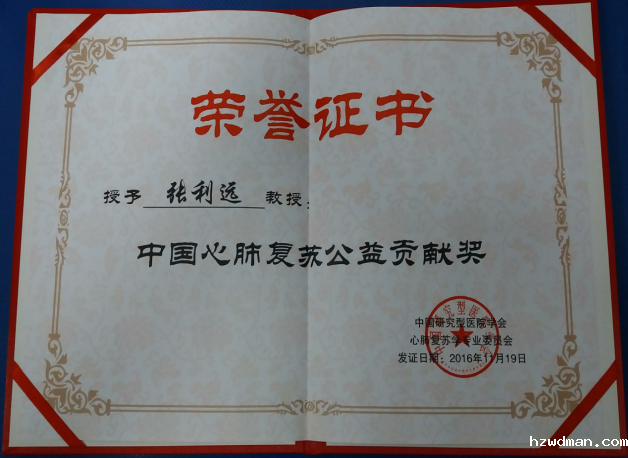 荣誉证书
授予 张利远 教授：
中国心肺复苏公益贡献奖
中国研究型医院学会
心肺复苏学专业委员会
发证日期：2016年11月19日
hzwdman.com